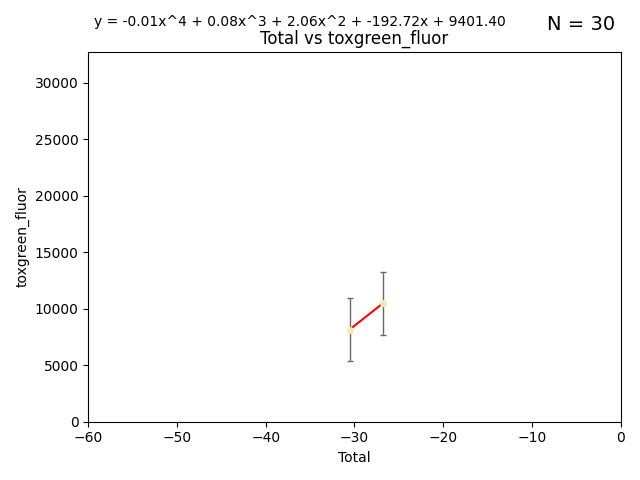 y = -0.01x^4 + 0.08x^3 + 2.06x^2 + -192.72x + 9401.40
N = 30
Total vs toxgreen_fluor
30000
25000
20000
15000
10000
5000
0
toxgreen_fluor
−60
−50
−40
−30
−20
−10
0
Total